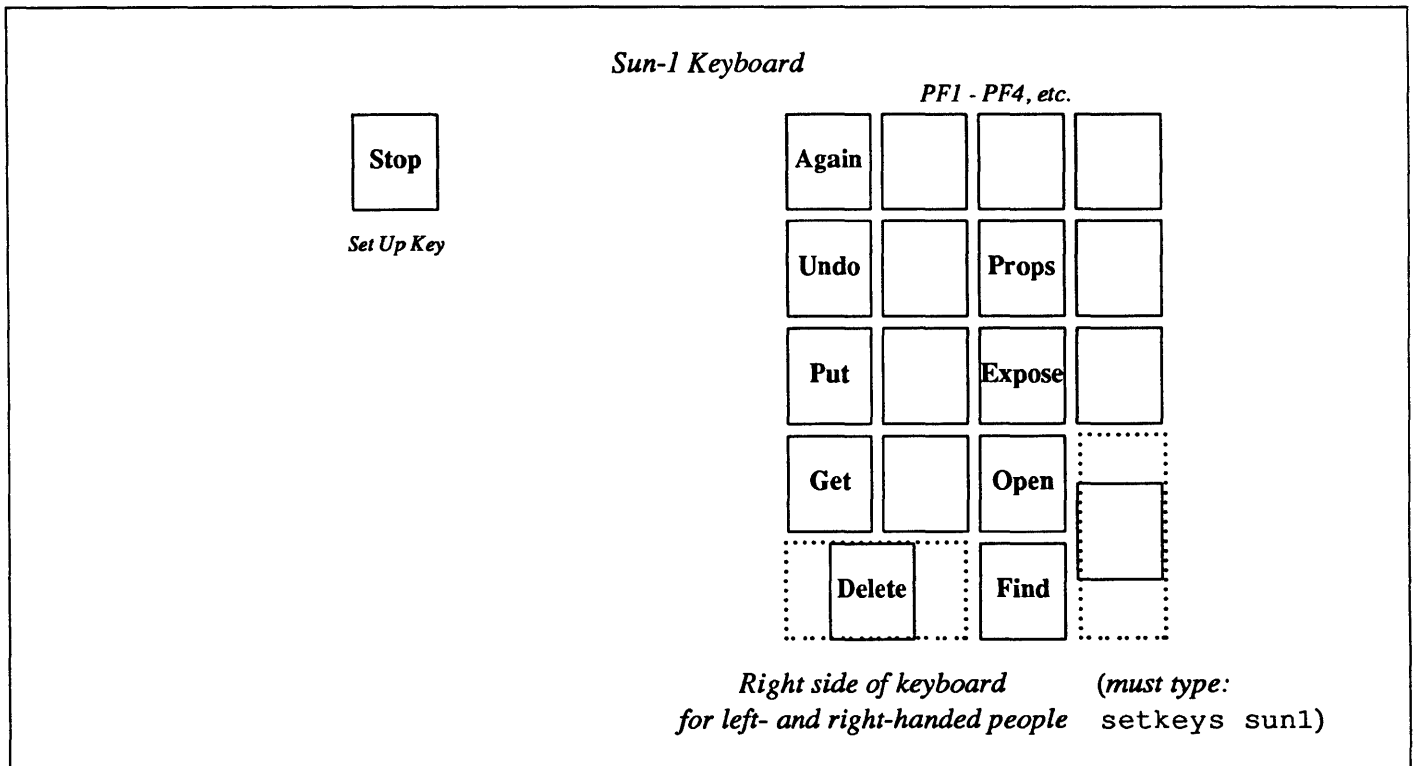 Sun-1 Keyboard
PF1 - PF4, etc.
Stop
Again
Set Up Key
Undo Props
Put Expose
Get Open
Delete Find
Right side of keyboard (must type:
for left- and right-handed people setkeys sun1)